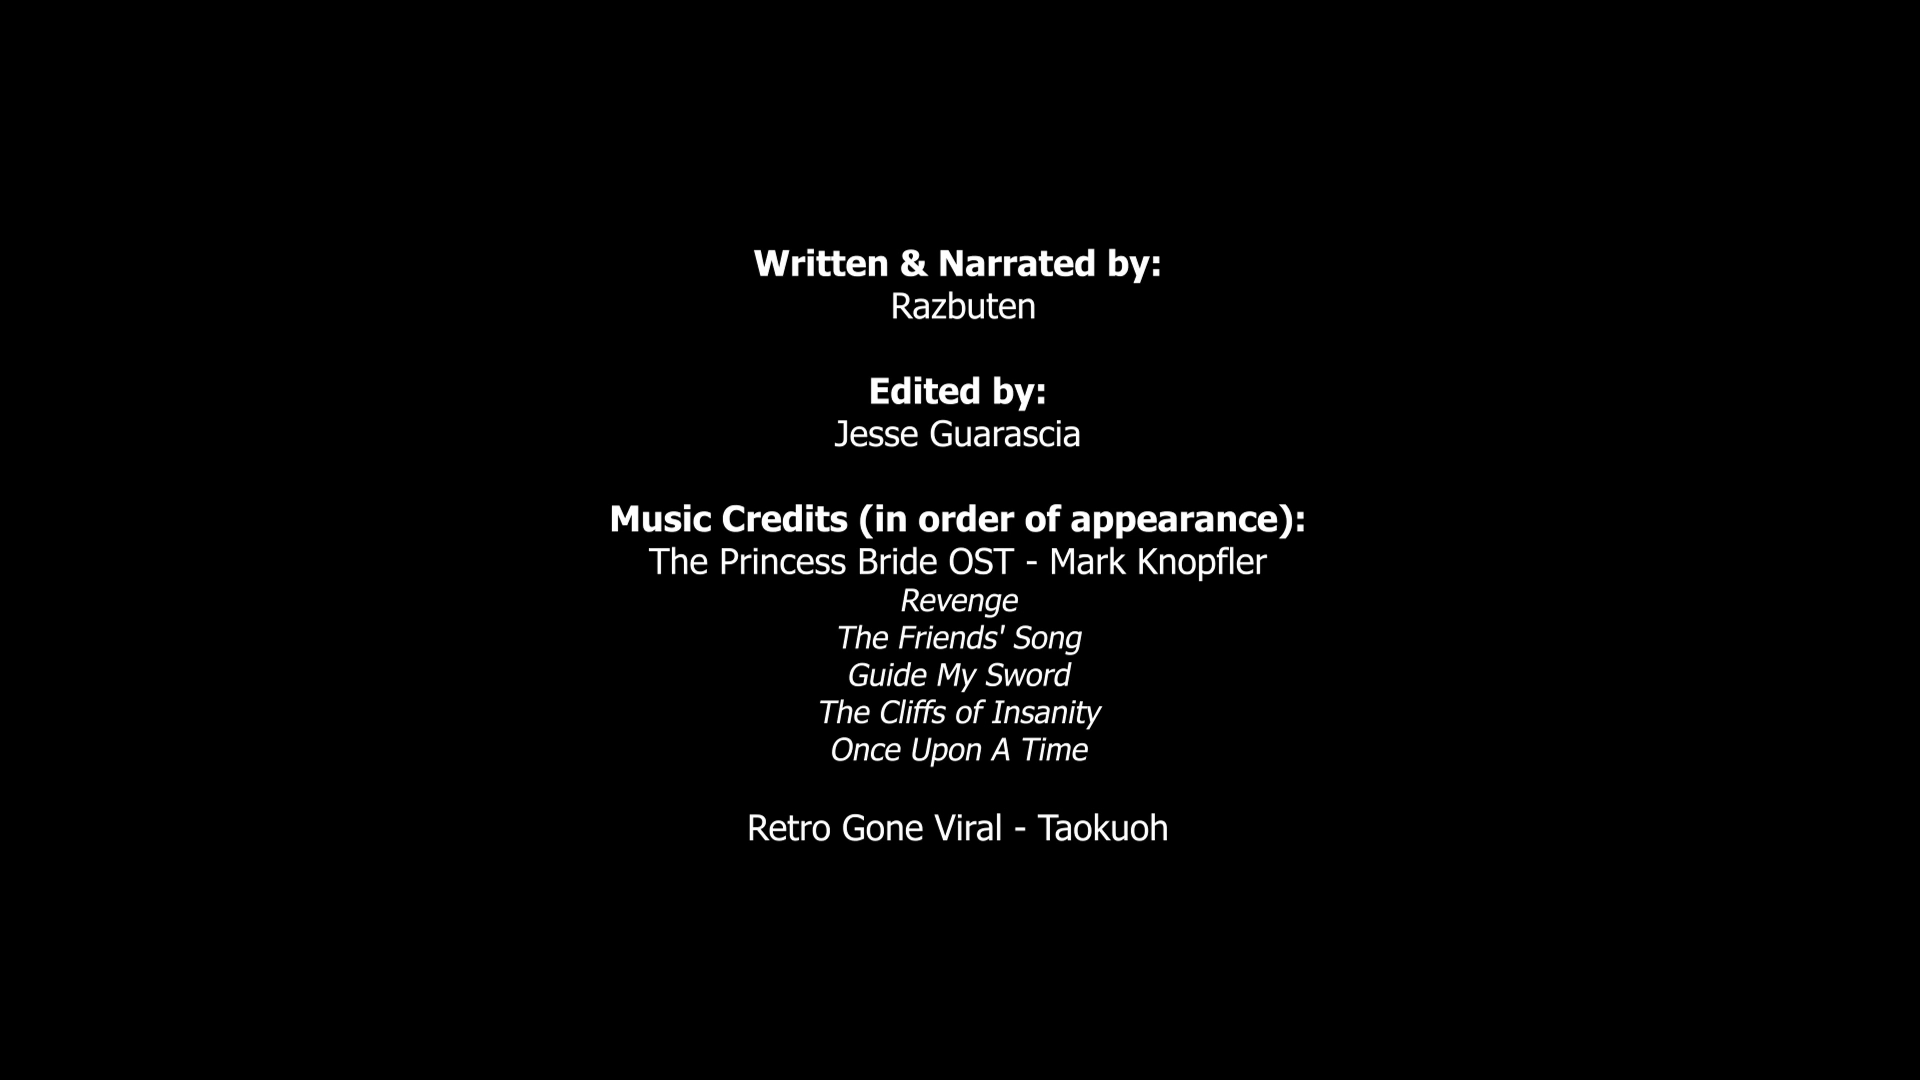 Written & Narrated by:
Razbuten
Edited by:
Jesse Guarascia
Music Credits (in order of appearance):
The Princess Bride OST - Mark Knopfler
Revenge
The Friends' Song
Guide My Sword
The Cliffs of Insanity
Once Upon A Time
Retro Gone Viral - Taokuoh